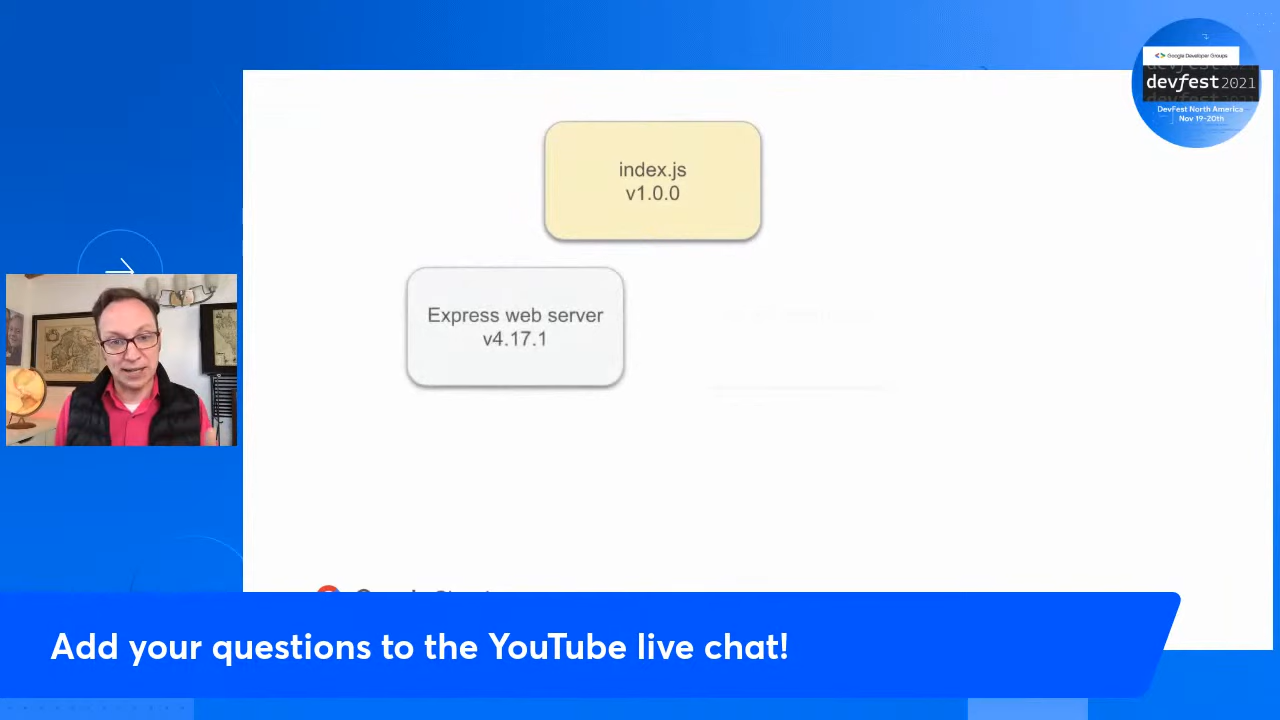 Google Developer Groups
devfest 2021
DevFest North America
Nov 19-20th
index.js
v1.0.0
Express web server
v4.17.1
Add your questions to the YouTube live chat!